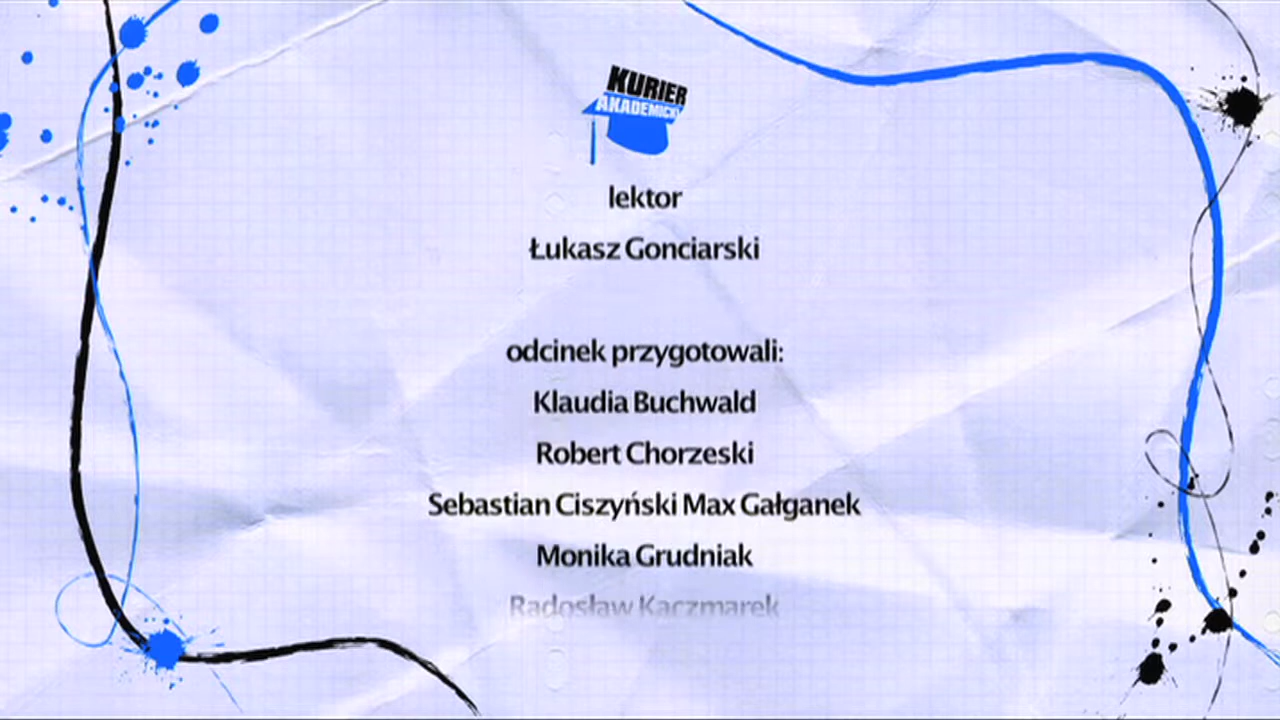 KURIER
AKADEMICKI
lektor
Łukasz Gonciarski
odcinek przygotowali:
Klaudia Buchwald
Robert Chorzeski
Sebastian Ciszyński Max Gałganek
Monika Grudniak
Radosław Kaczmarek